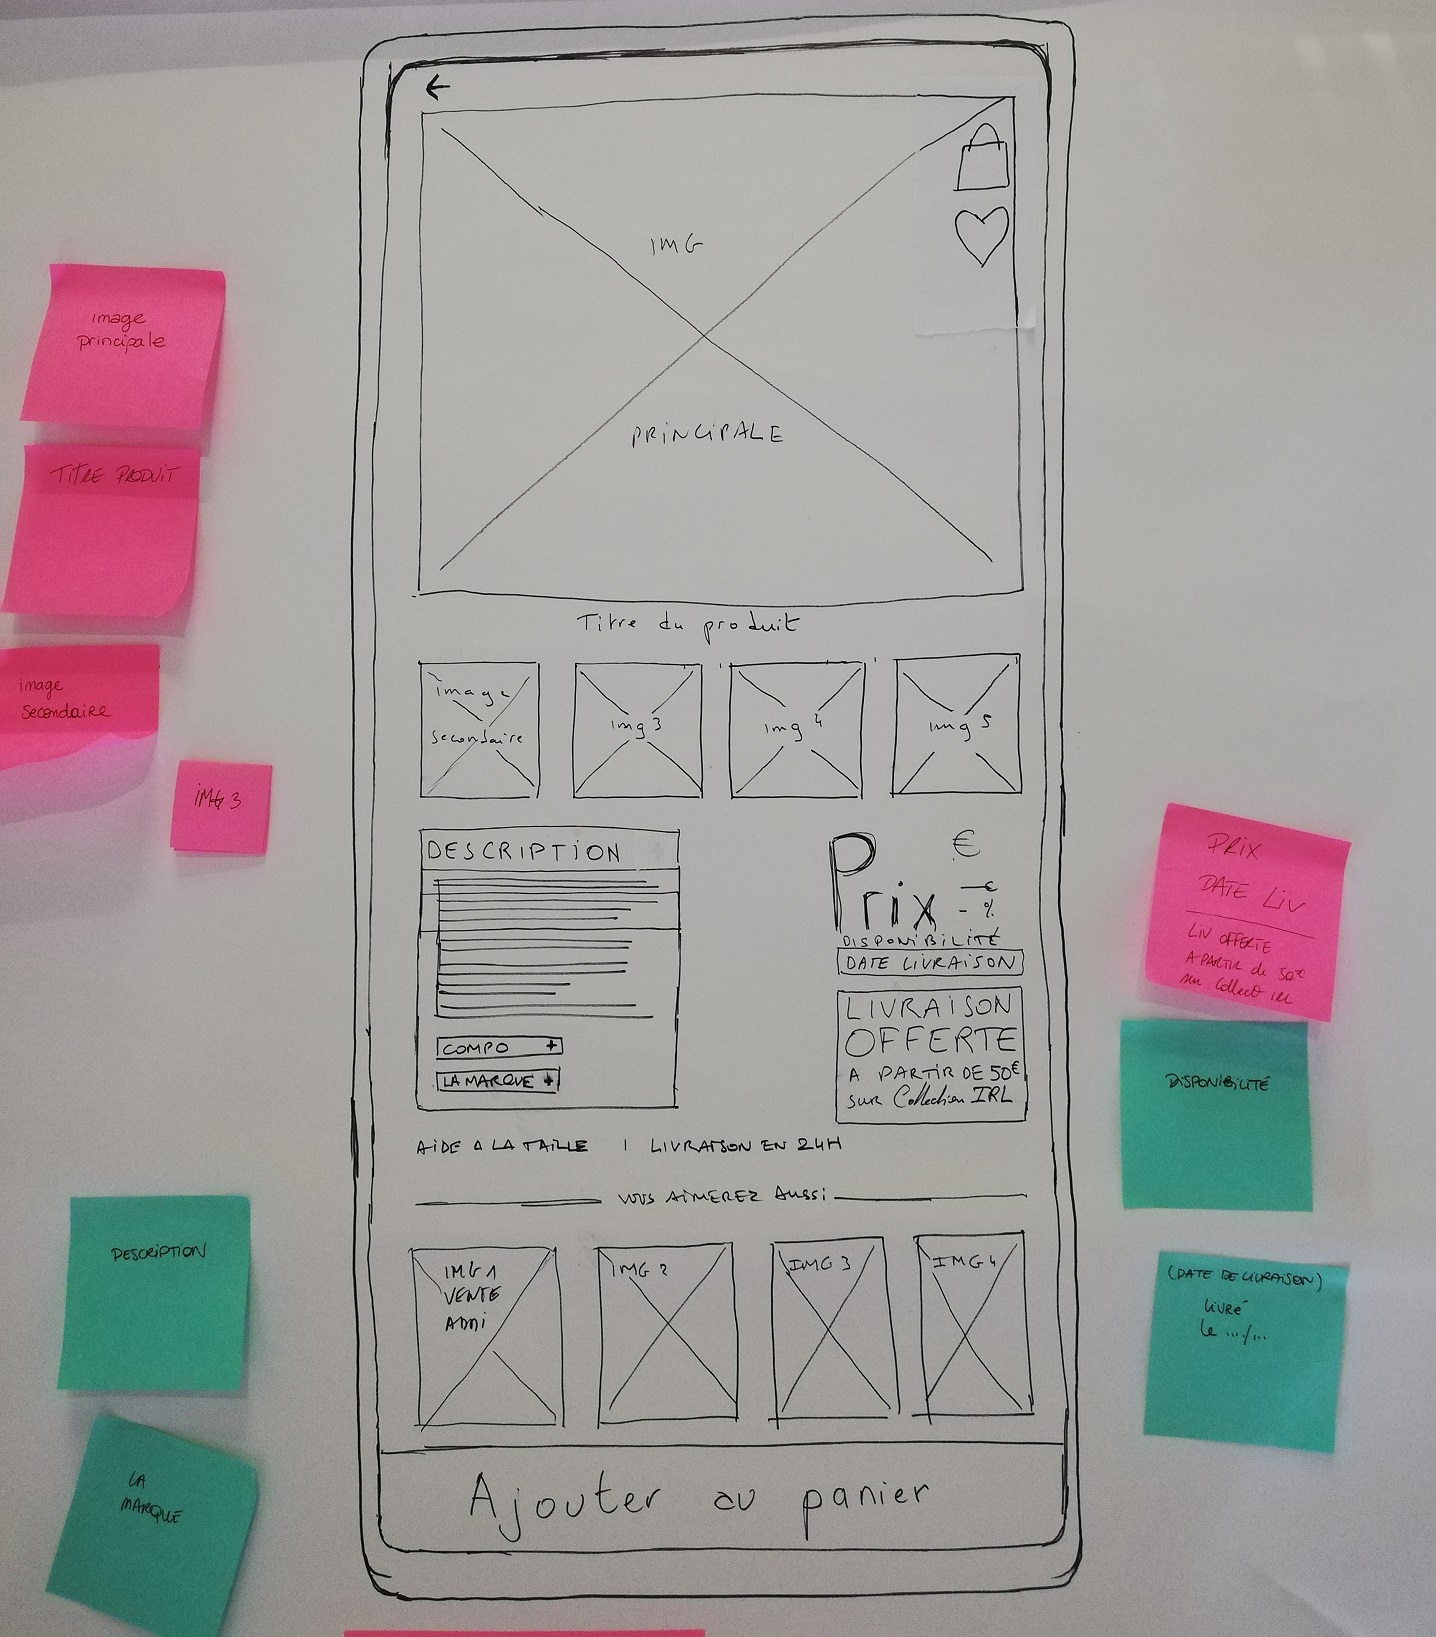 ←
IMG
PRINCIPALE
Titre du produit
image
secondaire
img 3
img 4
img 5
DESCRIPTION
COMPO +
LA MARQUE +
Prix €
- €
- %
DISPONIBILITÉ
DATE LIVRAISON
LIVRAISON
OFFERTE
A PARTIR DE 50€
sur Collection IRL
AIDE A LA TAILLE | LIVRAISON EN 24H
VOUS AIMEREZ AUSSI
IMG 1
VENTE
ADDI
IMG 2
IMG 3
IMG 4
Ajouter au panier
image
principale
TITRE PRODUIT
image
secondaire
IMG 3
DESCRIPTION
LA
MARQUE
PRIX
DATE LIV
LIV OFFERTE
A PARTIR de 50€
sur Collect IRL
DISPONIBILITÉ
(DATE DE LIVRAISON)
LIVRÉ
le .../...